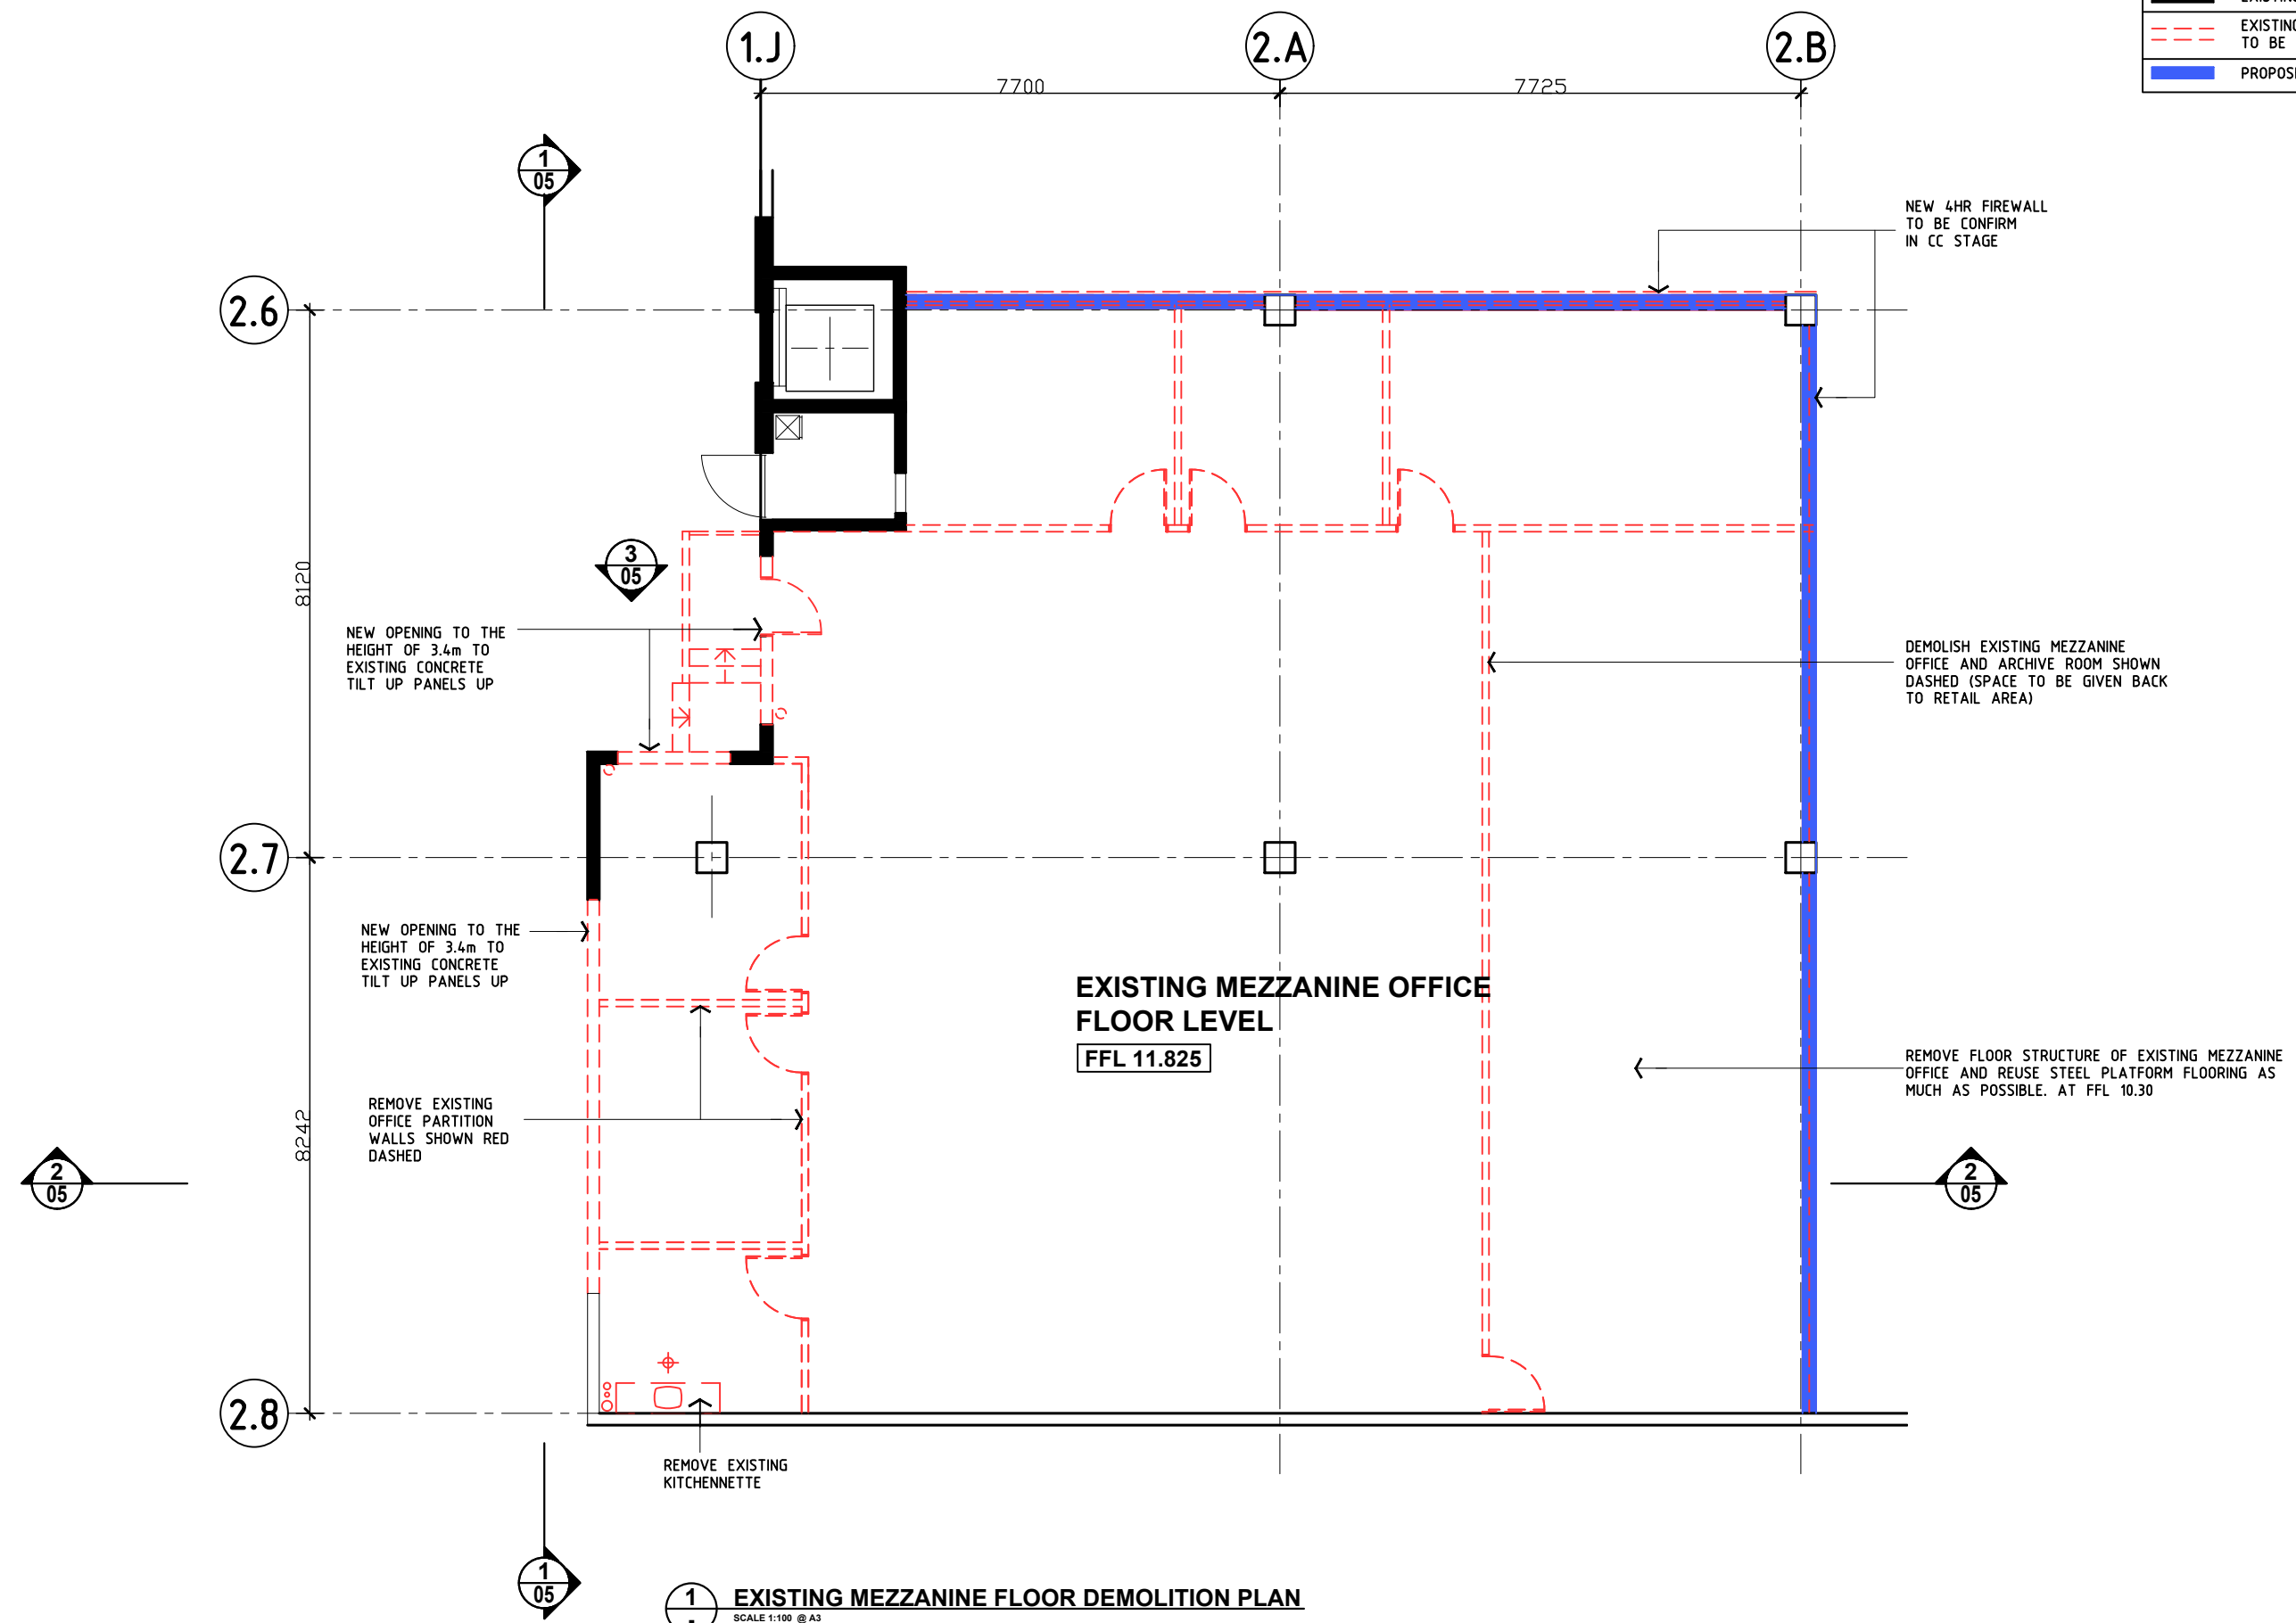 EXISTING
TO BE
PROPOS
1.J
2.A
2.B
7700
7725
1
05
NEW 4HR FIREWALL
TO BE CONFIRM
IN CC STAGE
2.6
3
05
8120
NEW OPENING TO THE
HEIGHT OF 3.4m TO
EXISTING CONCRETE
TILT UP PANELS UP
DEMOLISH EXISTING MEZZANINE
OFFICE AND ARCHIVE ROOM SHOWN
DASHED (SPACE TO BE GIVEN BACK
TO RETAIL AREA)
2.7
NEW OPENING TO THE
HEIGHT OF 3.4m TO
EXISTING CONCRETE
TILT UP PANELS UP
EXISTING MEZZANINE OFFICE
FLOOR LEVEL
FFL 11.825
REMOVE FLOOR STRUCTURE OF EXISTING MEZZANINE
OFFICE AND REUSE STEEL PLATFORM FLOORING AS
MUCH AS POSSIBLE. AT FFL 10.30
REMOVE EXISTING
OFFICE PARTITION
WALLS SHOWN RED
DASHED
8242
2
05
2
05
2.8
REMOVE EXISTING
KITCHENNETTE
1
05
1
EXISTING MEZZANINE FLOOR DEMOLITION PLAN
SCALE 1:100 @ A3